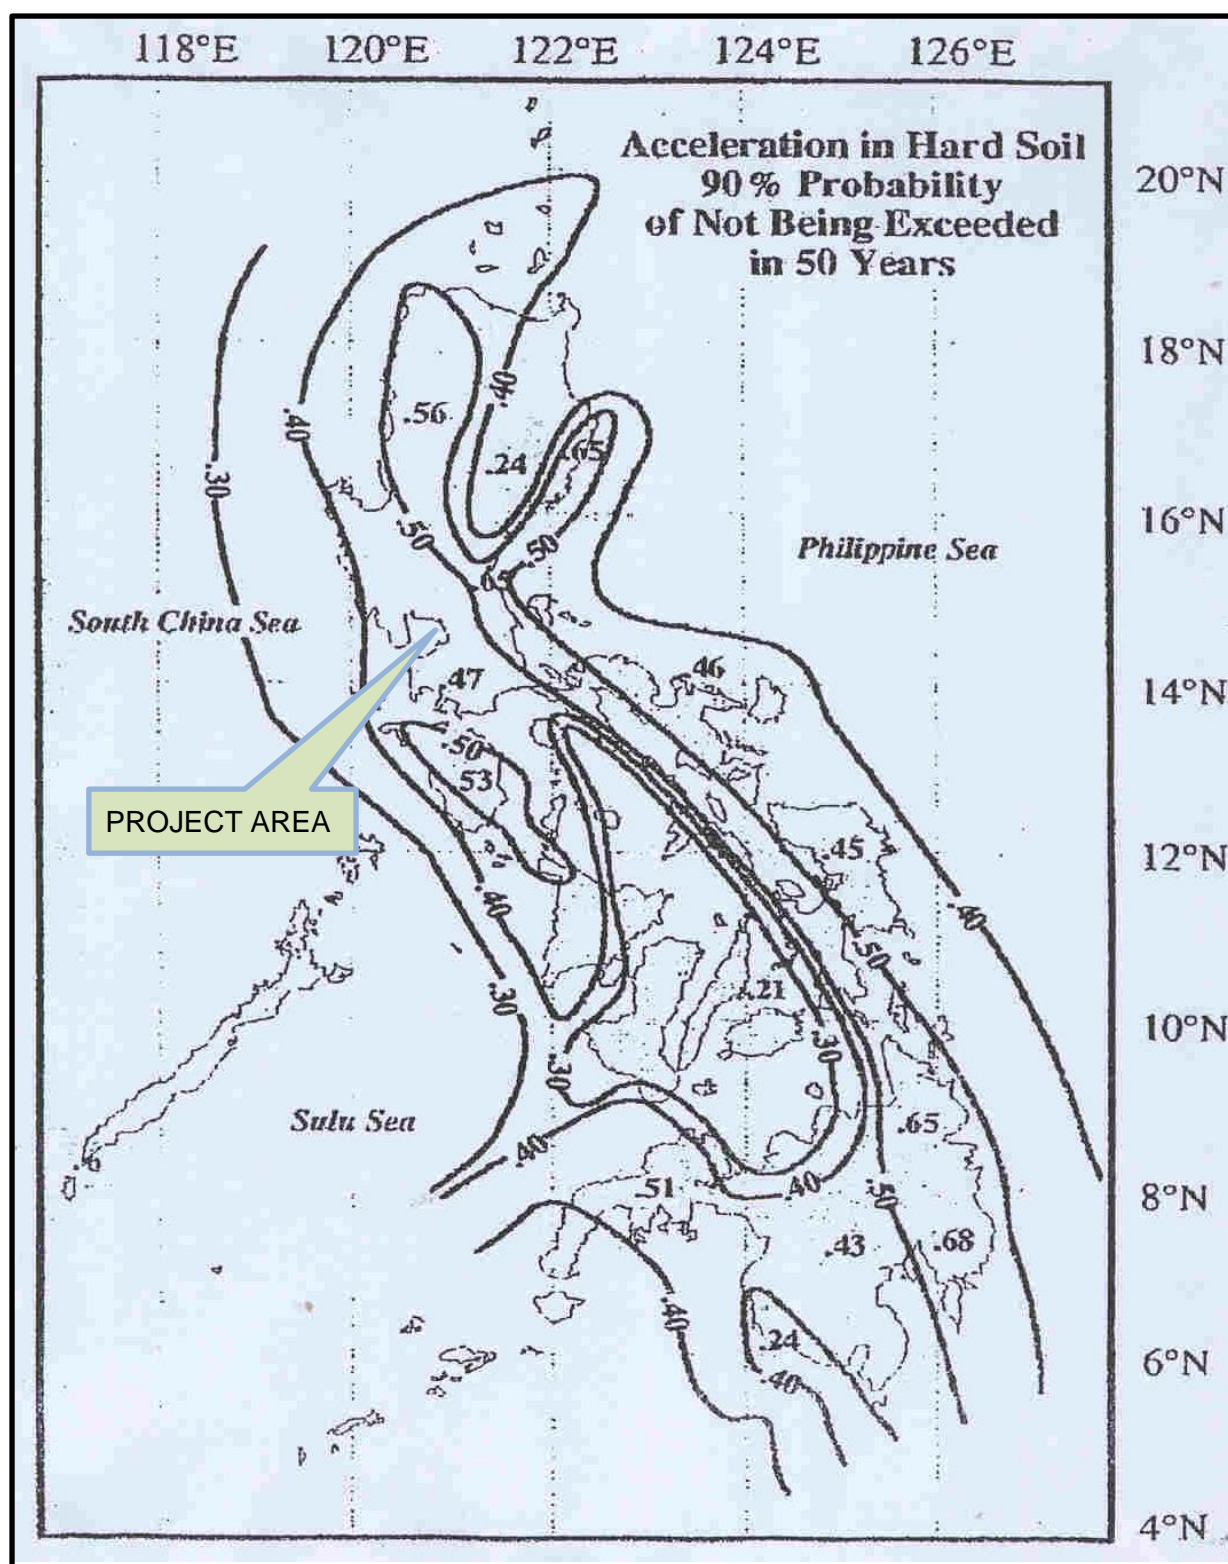 118°E 120°E 122°E 124°E 126°E
Acceleration in Hard Soil
90% Probability
of Not Being Exceeded
in 50 Years
20°N
18°N
.40
.40
.56
.65
.24
.30
16°N
.50
.50
Philippine Sea
.65
South China Sea
.47
.46
14°N
.50
.53
PROJECT AREA
.45
12°N
.40
.40
.50
.21
.30
10°N
.30
.30
Sulu Sea
.65
.40
.51
.40
.50
8°N
.43
.68
.40
.24
6°N
.40
4°N